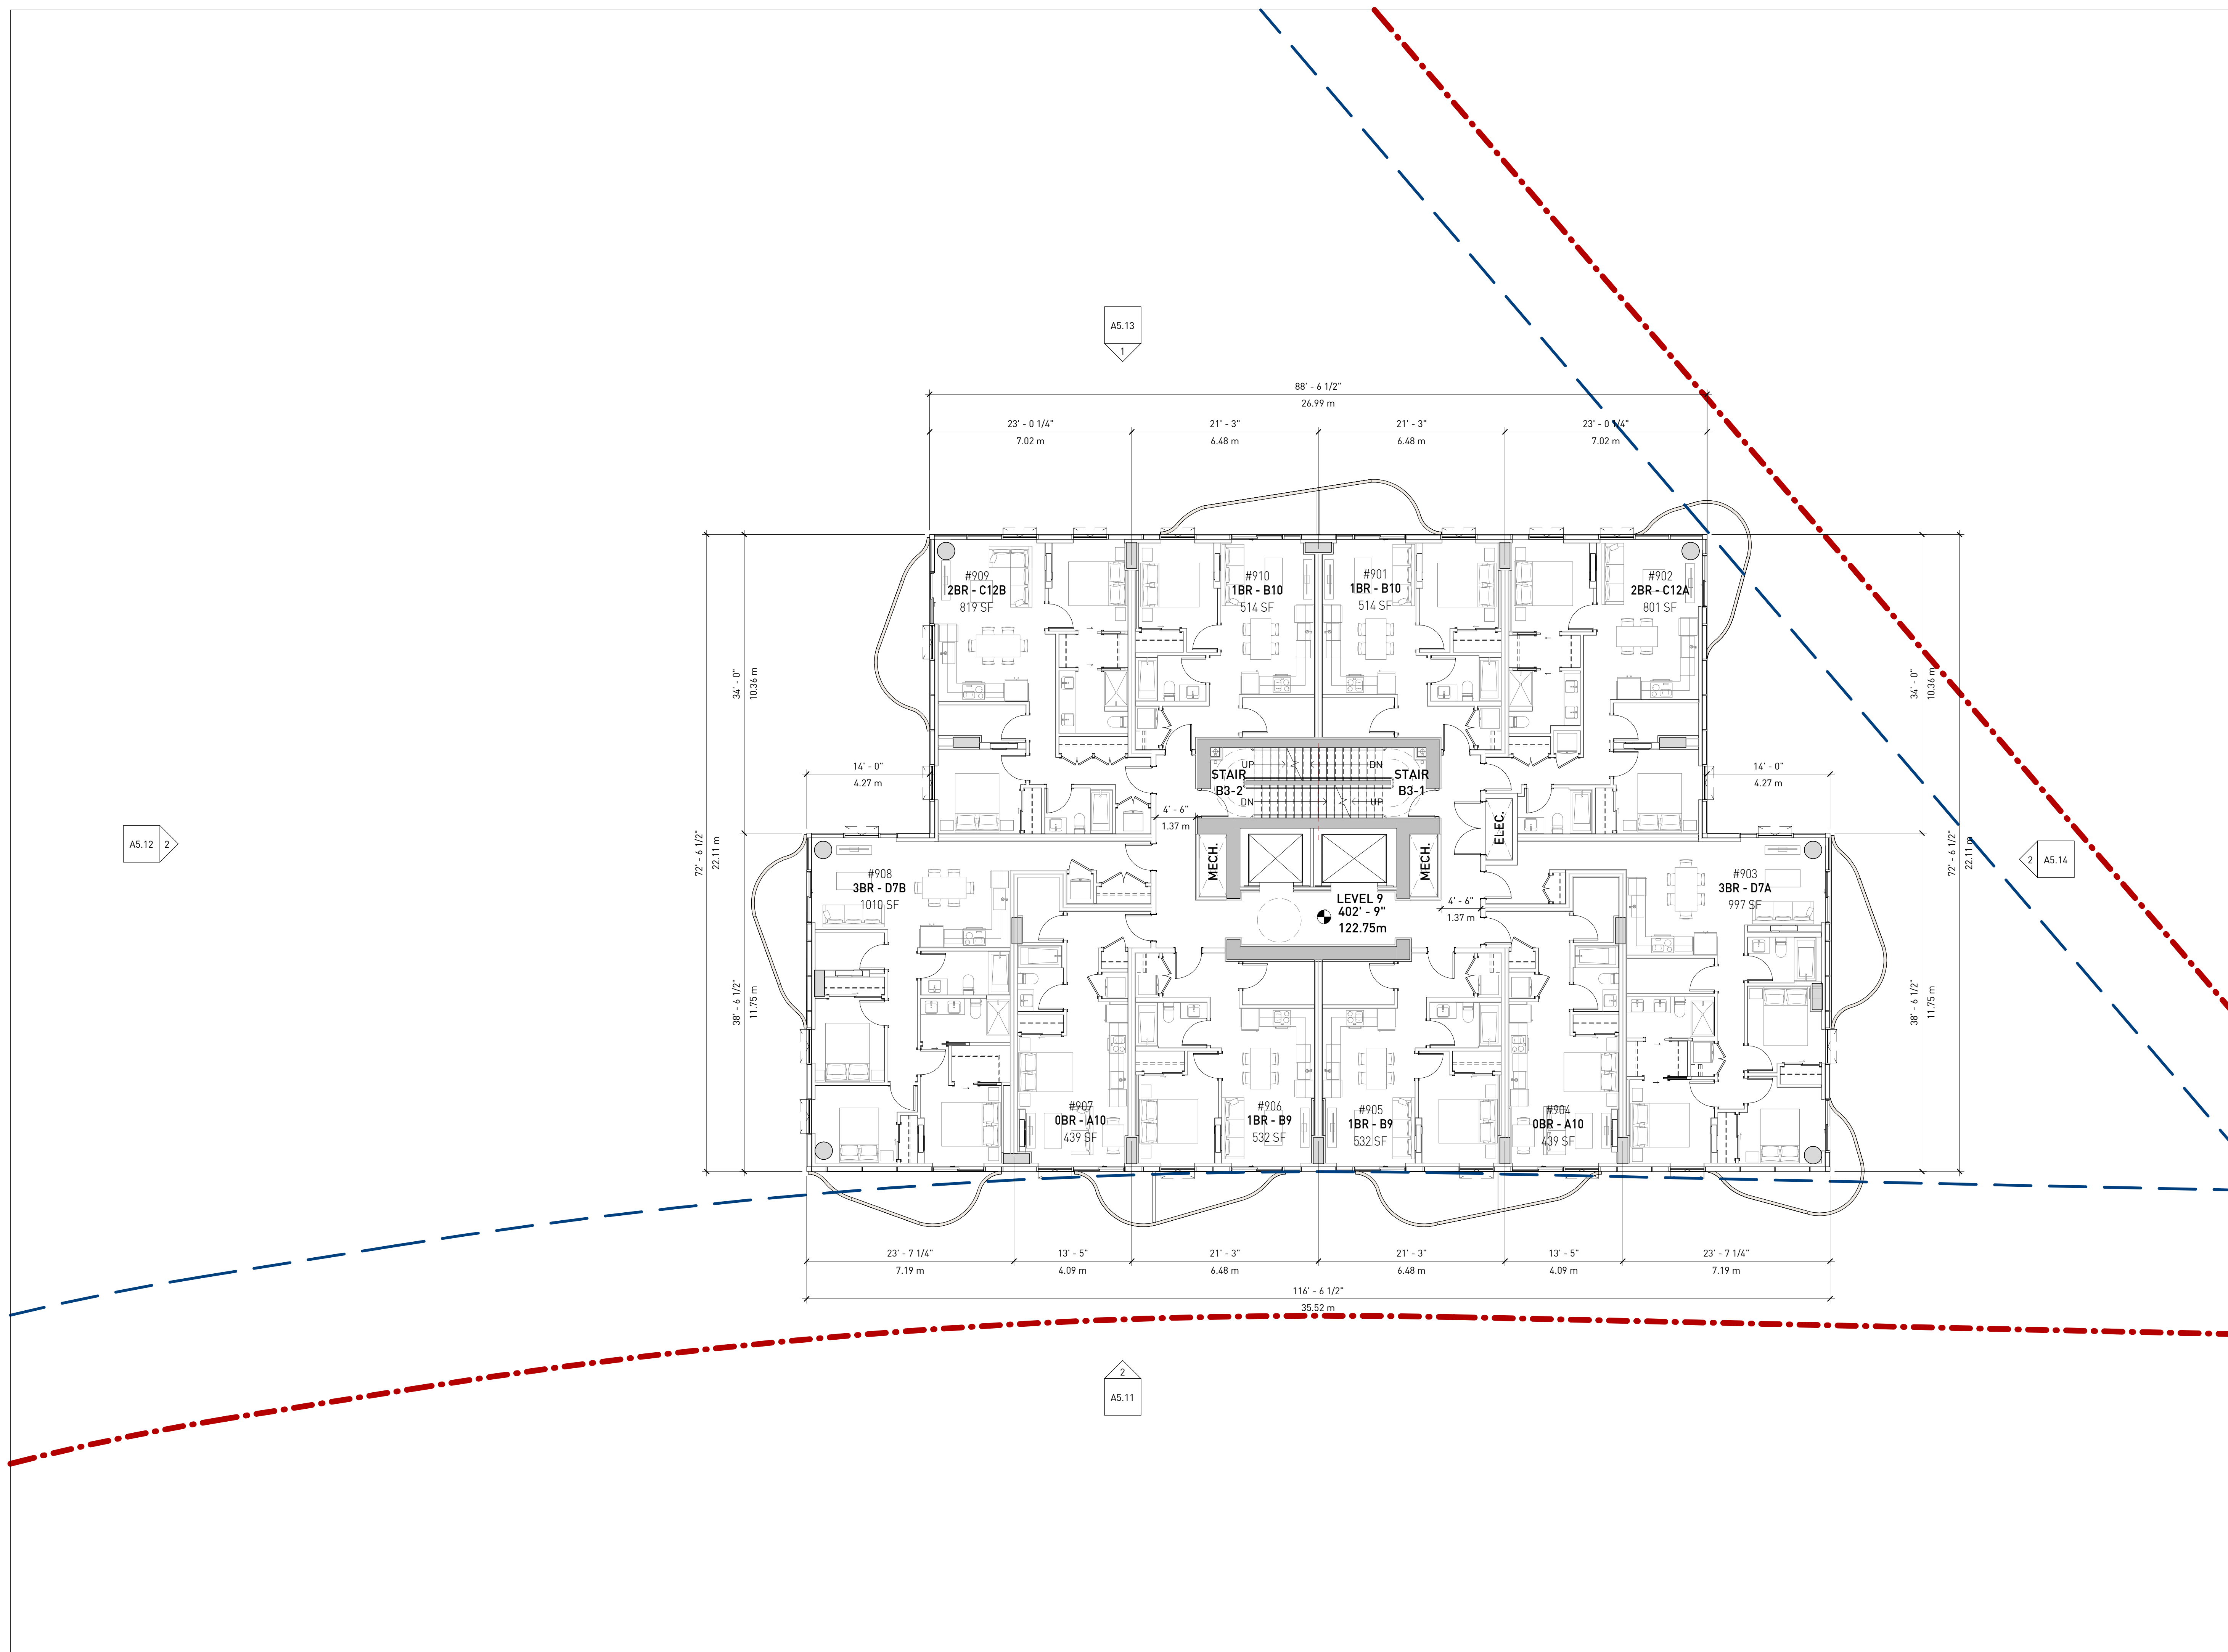 A5.13
1
88' - 6 1/2"
26.99 m
23' - 0 1/4"
21' - 3"
21' - 3"
23' - 0 1/4"
7.02 m
6.48 m
6.48 m
7.02 m
#909
2BR - C12B
819 SF
#910
1BR - B10
514 SF
#901
1BR - B10
514 SF
#902
2BR - C12A
801 SF
34' - 0"
10.36 m
34' - 0"
10.36 m
14' - 0"
4.27 m
14' - 0"
4.27 m
UP
STAIR
B3-2
DN
DN
STAIR
B3-1
UP
4' - 6"
1.37 m
ELEC.
MECH.
MECH.
A5.12
2
72' - 6 1/2"
22.11 m
72' - 6 1/2"
22.11 m
2
A5.14
#908
3BR - D7B
1010 SF
LEVEL 9
402' - 9"
122.75m
4' - 6"
1.37 m
#903
3BR - D7A
997 SF
38' - 6 1/2"
11.75 m
38' - 6 1/2"
11.75 m
#907
0BR - A10
439 SF
#906
1BR - B9
532 SF
#905
1BR - B9
532 SF
#904
0BR - A10
439 SF
23' - 7 1/4"
13' - 5"
21' - 3"
21' - 3"
13' - 5"
23' - 7 1/4"
7.19 m
4.09 m
6.48 m
6.48 m
4.09 m
7.19 m
116' - 6 1/2"
35.52 m
2
A5.11